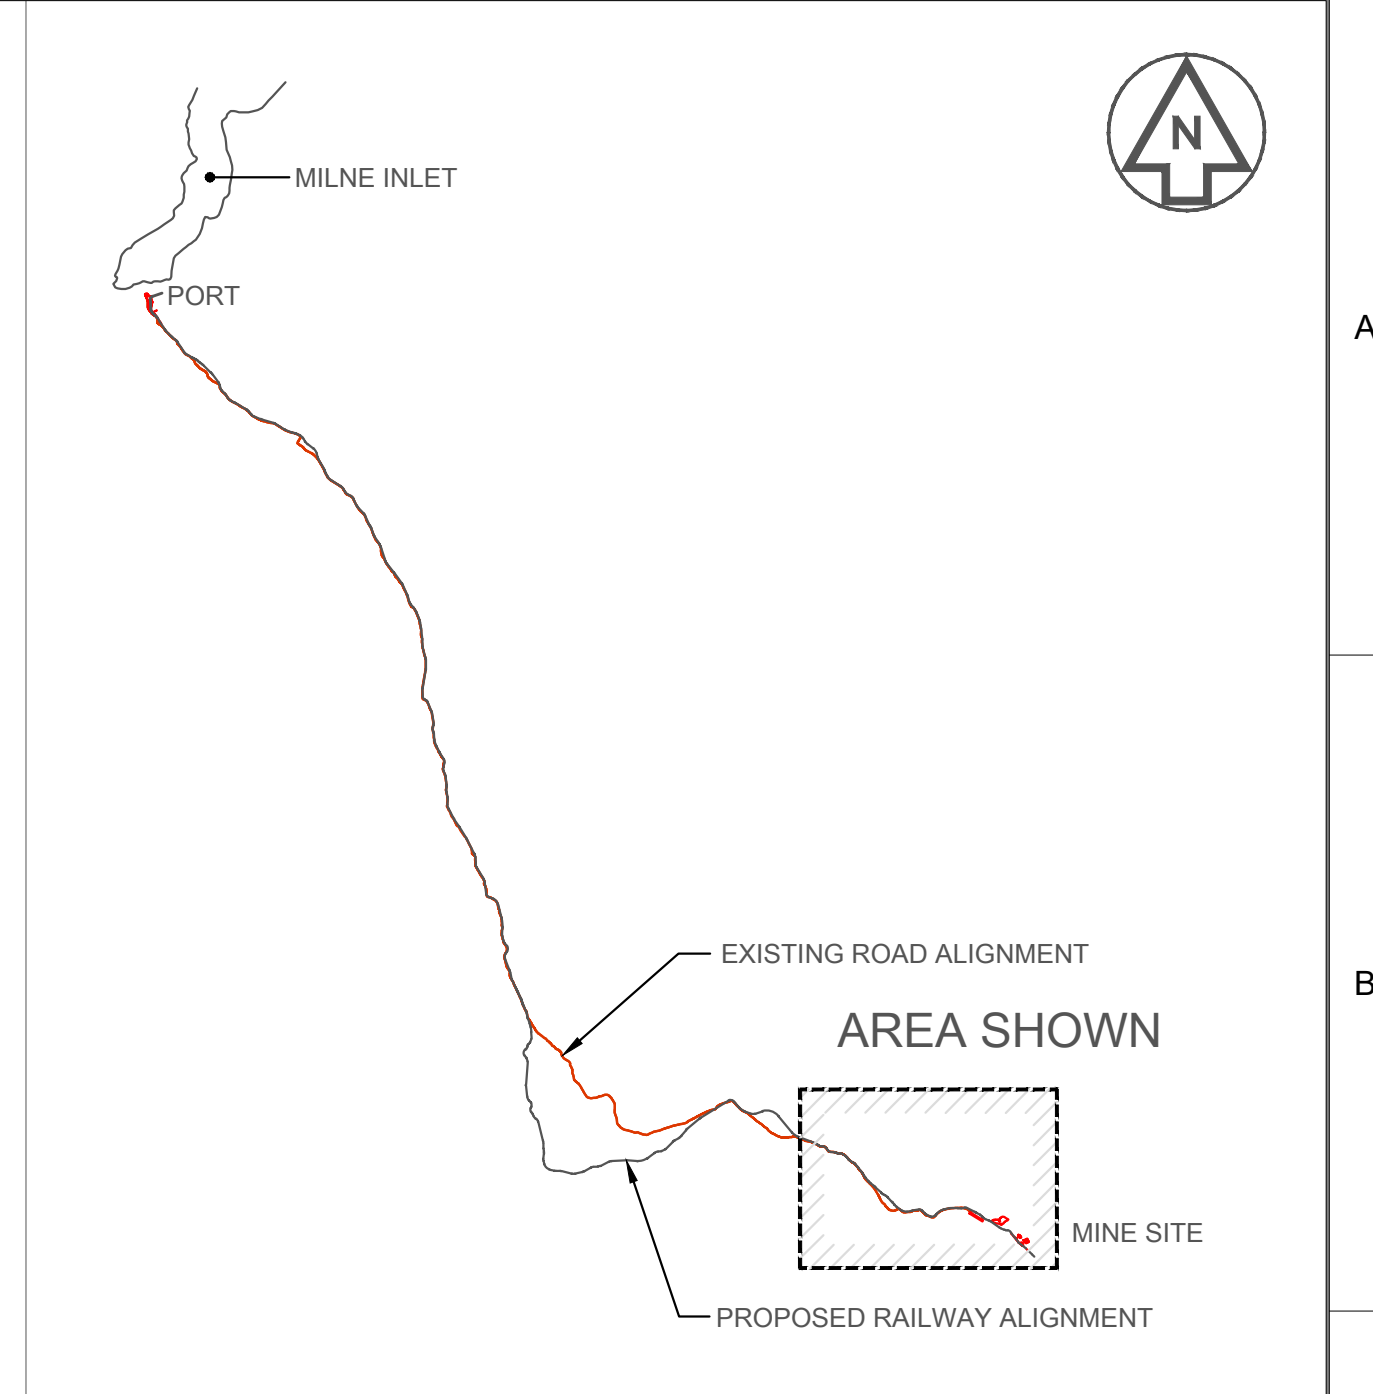 N
MILNE INLET
PORT
A
EXISTING ROAD ALIGNMENT
B
AREA SHOWN
MINE SITE
PROPOSED RAILWAY ALIGNMENT